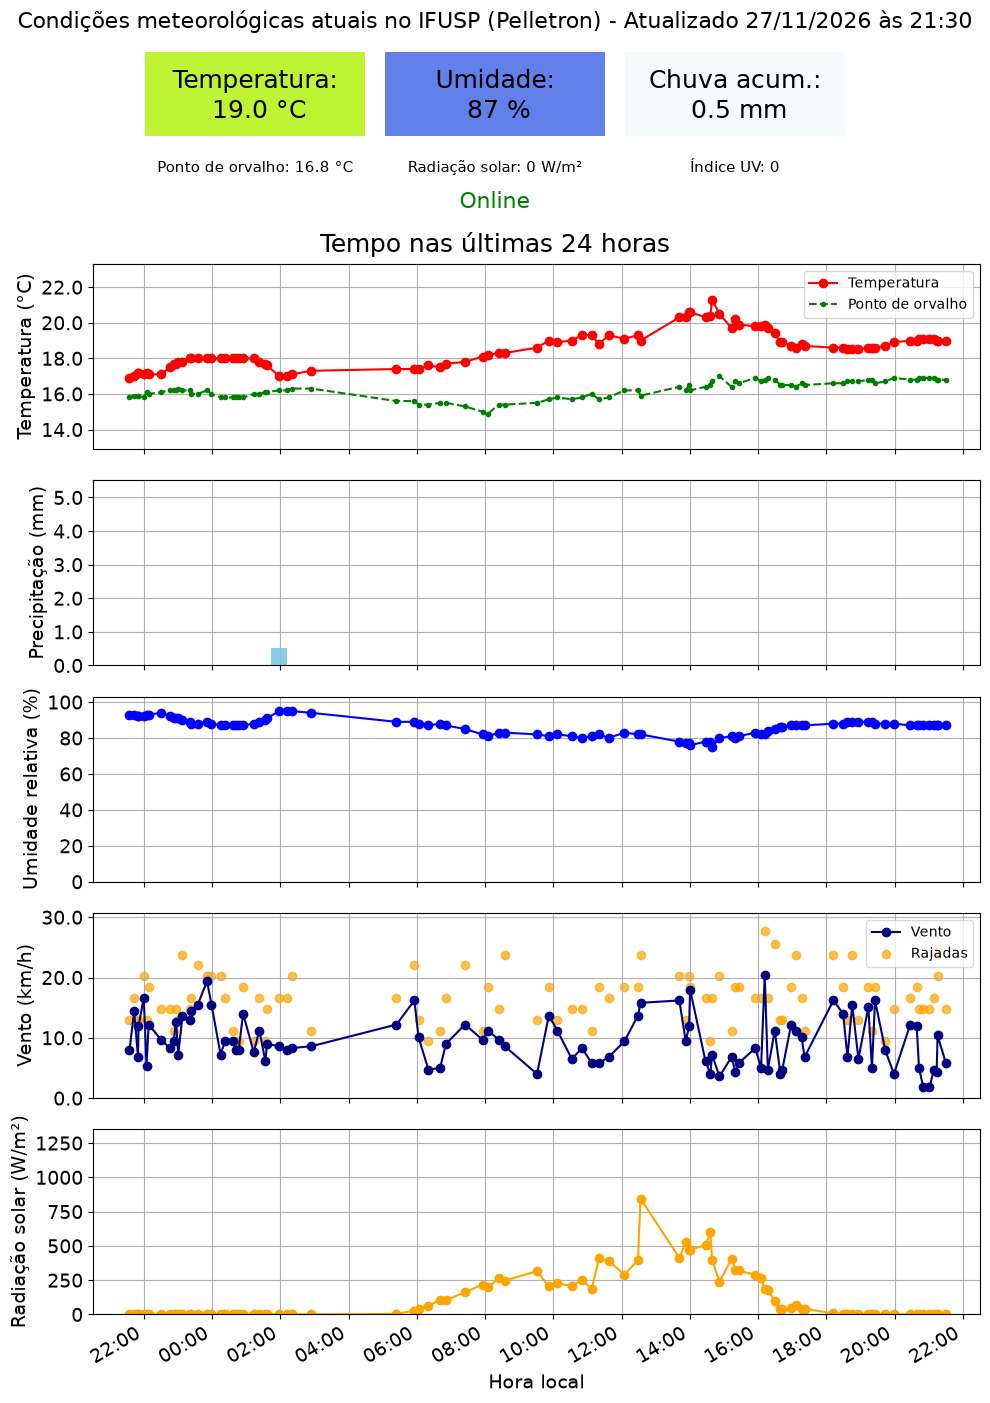 Condições meteorológicas atuais no IFUSP (Pelletron) - Atualizado 27/11/2026 às 21:30
Temperatura:
19.0 °C
Umidade:
87 %
Chuva acum.:
0.5 mm
Ponto de orvalho: 16.8 °C
Radiação solar: 0 W/m²
Índice UV: 0
Online
Tempo nas últimas 24 horas
Temperatura (°C)
22.0
20.0
18.0
16.0
14.0
Temperatura
Ponto de orvalho
Precipitação (mm)
5.0
4.0
3.0
2.0
1.0
0.0
Umidade relativa (%)
100
80
60
40
20
0
Vento (km/h)
30.0
20.0
10.0
0.0
Vento
Rajadas
Radiação solar (W/m²)
1250
1000
750
500
250
0
22:00
00:00
02:00
04:00
06:00
08:00
10:00
12:00
14:00
16:00
18:00
20:00
22:00
Hora local